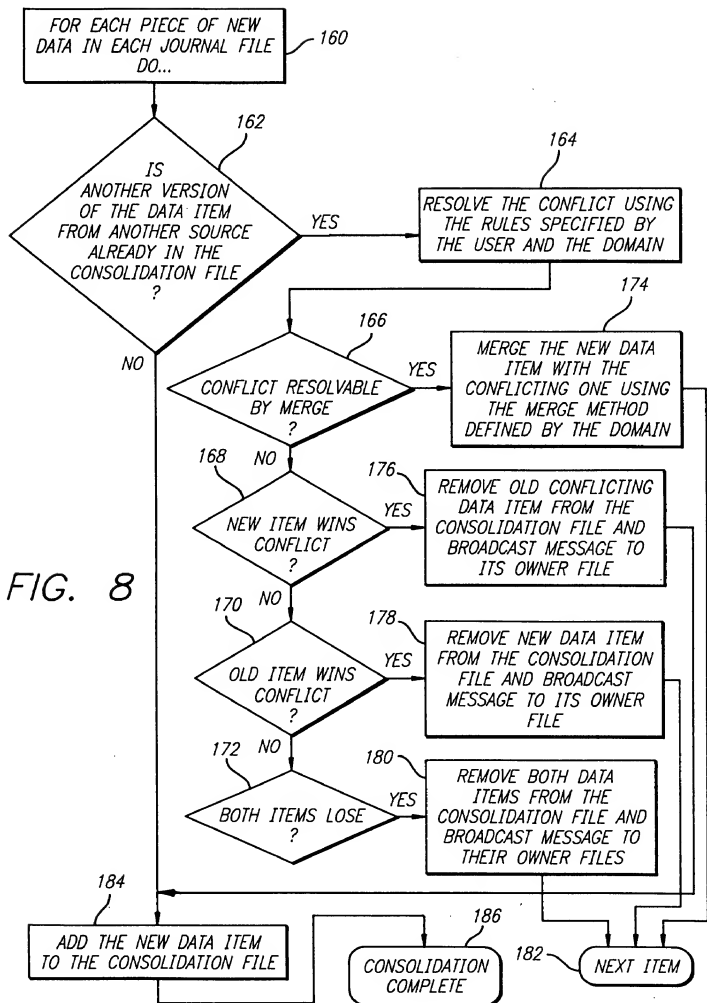 FOR EACH PIECE OF NEW
DATA IN EACH JOURNAL FILE
DO...
160
162
IS
ANOTHER VERSION
OF THE DATA ITEM
FROM ANOTHER SOURCE
ALREADY IN THE
CONSOLIDATION FILE
?
YES
NO
164
RESOLVE THE CONFLICT USING
THE RULES SPECIFIED BY
THE USER AND THE DOMAIN
166
CONFLICT RESOLVABLE
BY MERGE
?
YES
NO
174
MERGE THE NEW DATA
ITEM WITH THE
CONFLICTING ONE USING
THE MERGE METHOD
DEFINED BY THE DOMAIN
168
NEW ITEM WINS
CONFLICT
?
YES
NO
176
REMOVE OLD CONFLICTING
DATA ITEM FROM THE
CONSOLIDATION FILE AND
BROADCAST MESSAGE TO
ITS OWNER FILE
FIG. 8
170
OLD ITEM WINS
CONFLICT
?
YES
NO
178
REMOVE NEW DATA ITEM
FROM THE CONSOLIDATION
FILE AND BROADCAST
MESSAGE TO ITS OWNER
FILE
172
BOTH ITEMS LOSE
?
YES
180
REMOVE BOTH DATA
ITEMS FROM THE
CONSOLIDATION FILE AND
BROADCAST MESSAGE TO
THEIR OWNER FILES
184
ADD THE NEW DATA ITEM
TO THE CONSOLIDATION FILE
186
CONSOLIDATION
COMPLETE
182
NEXT ITEM